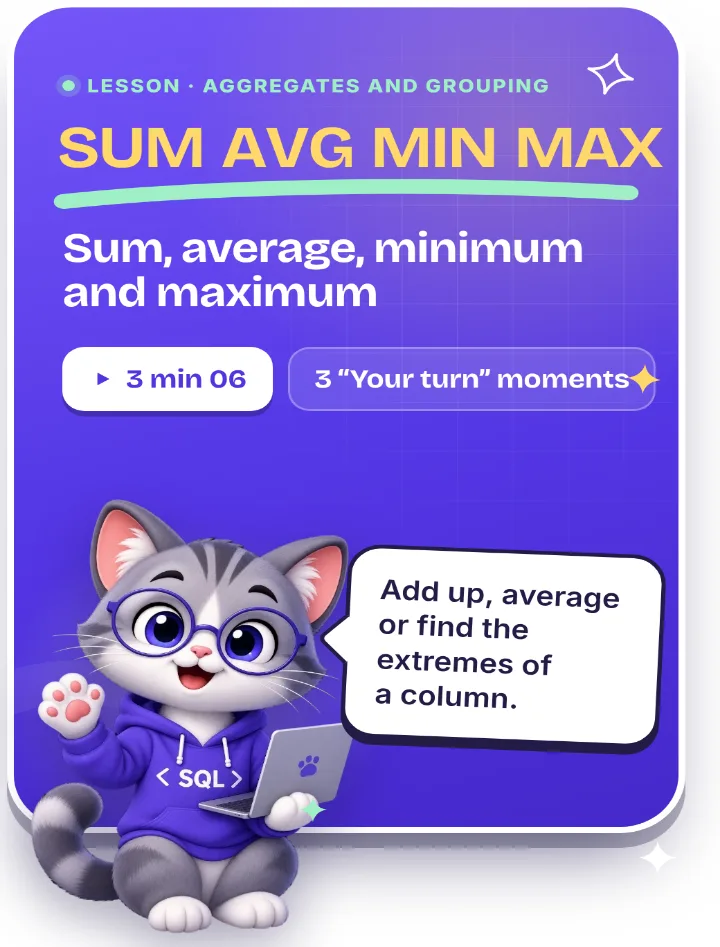 LESSON · AGGREGATES AND GROUPING
SUM AVG MIN MAX
Sum, average, minimum
and maximum
3 min 06
3 “Your turn” moments
Add up, average
or find the
extremes of
a column.
< SQL >